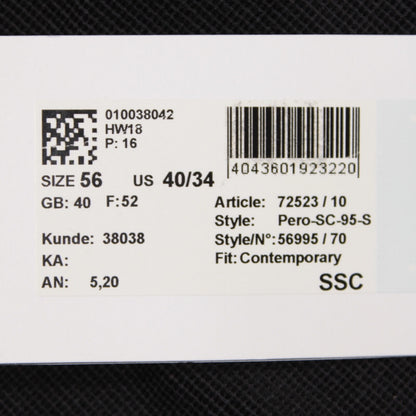 010038042
HW18
P: 16
4043601923220
SIZE 56 US 40/34
GB: 40 F:52
Article: 72523 / 10
Style: Pero-SC-95-S
Kunde: 38038
Style/N°: 56995 / 70
KA:
Fit: Contemporary
AN: 5,20
SSC